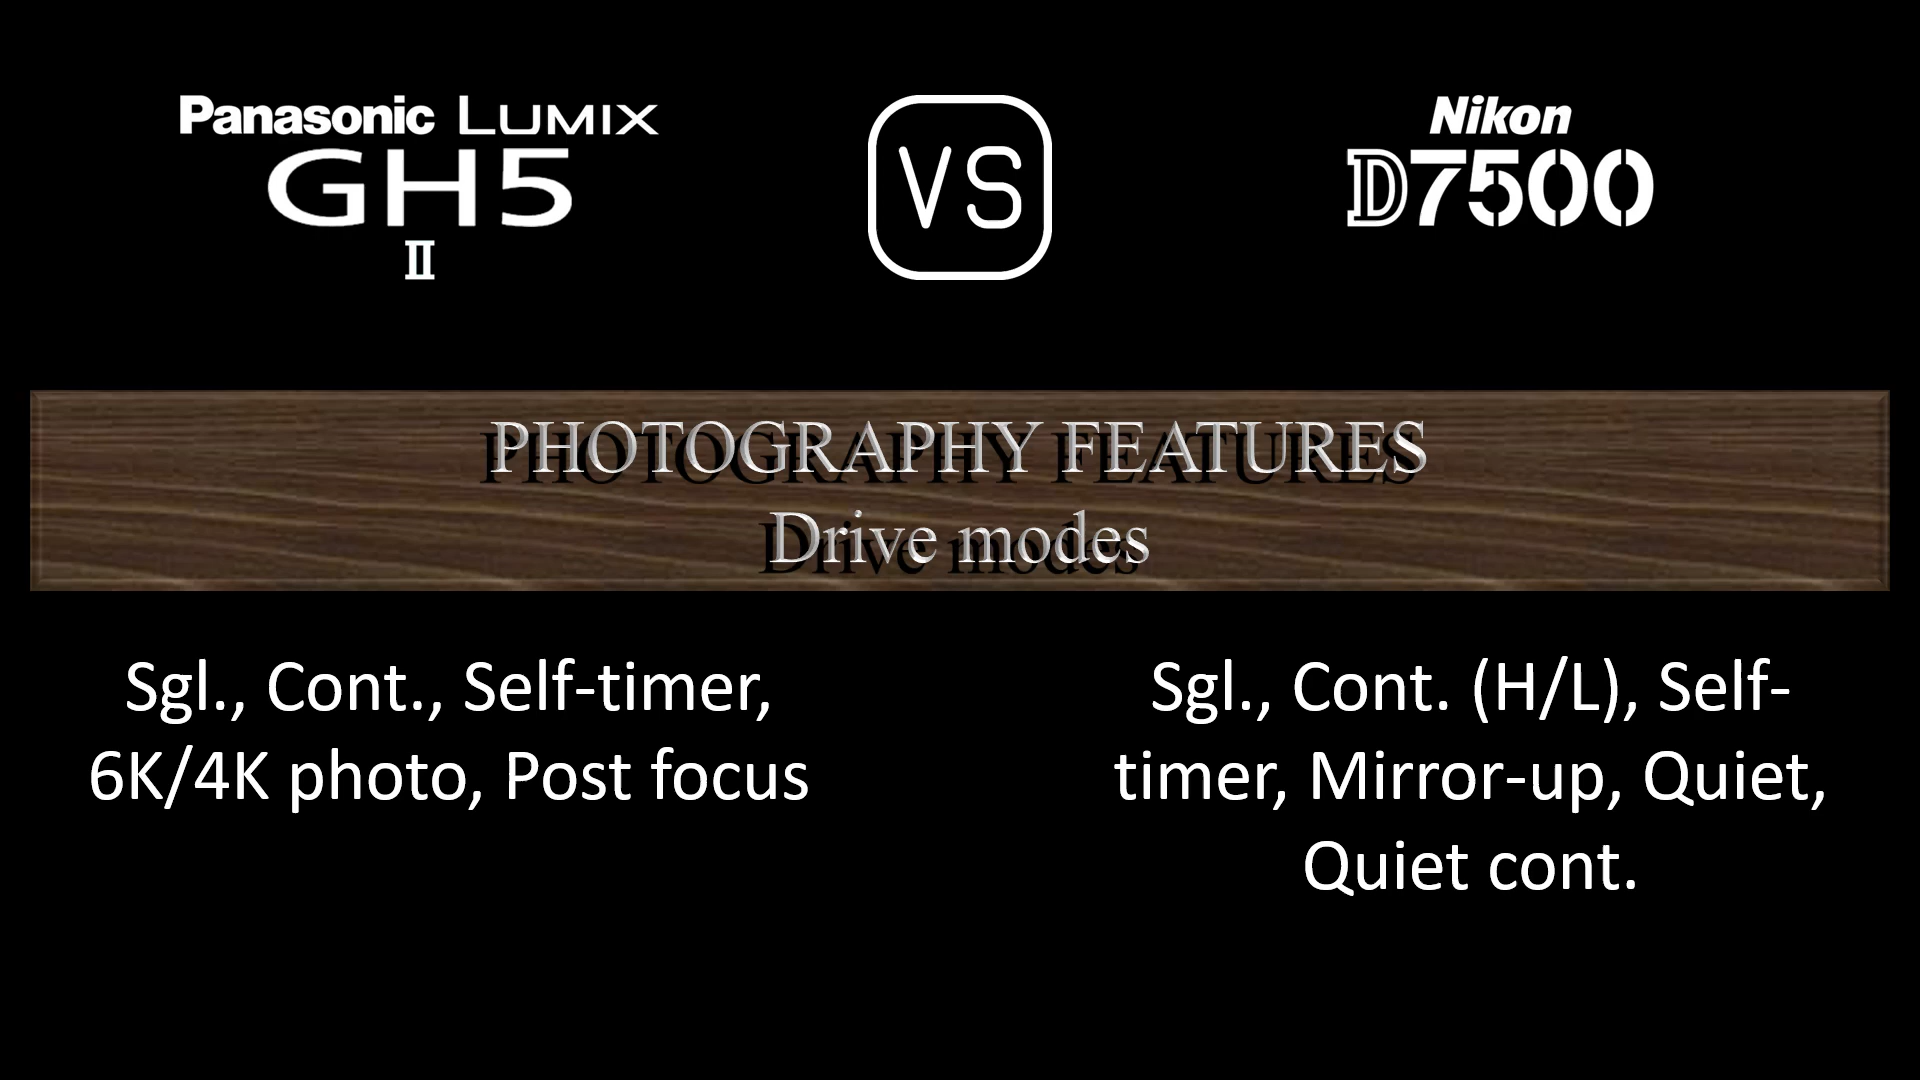 Panasonic LUMIX
GH5
II
VS
Nikon
D7500
PHOTOGRAPHY FEATURES
Drive modes
Sgl., Cont., Self-timer,
6K/4K photo, Post focus
Sgl., Cont. (H/L), Self-
timer, Mirror-up, Quiet,
Quiet cont.